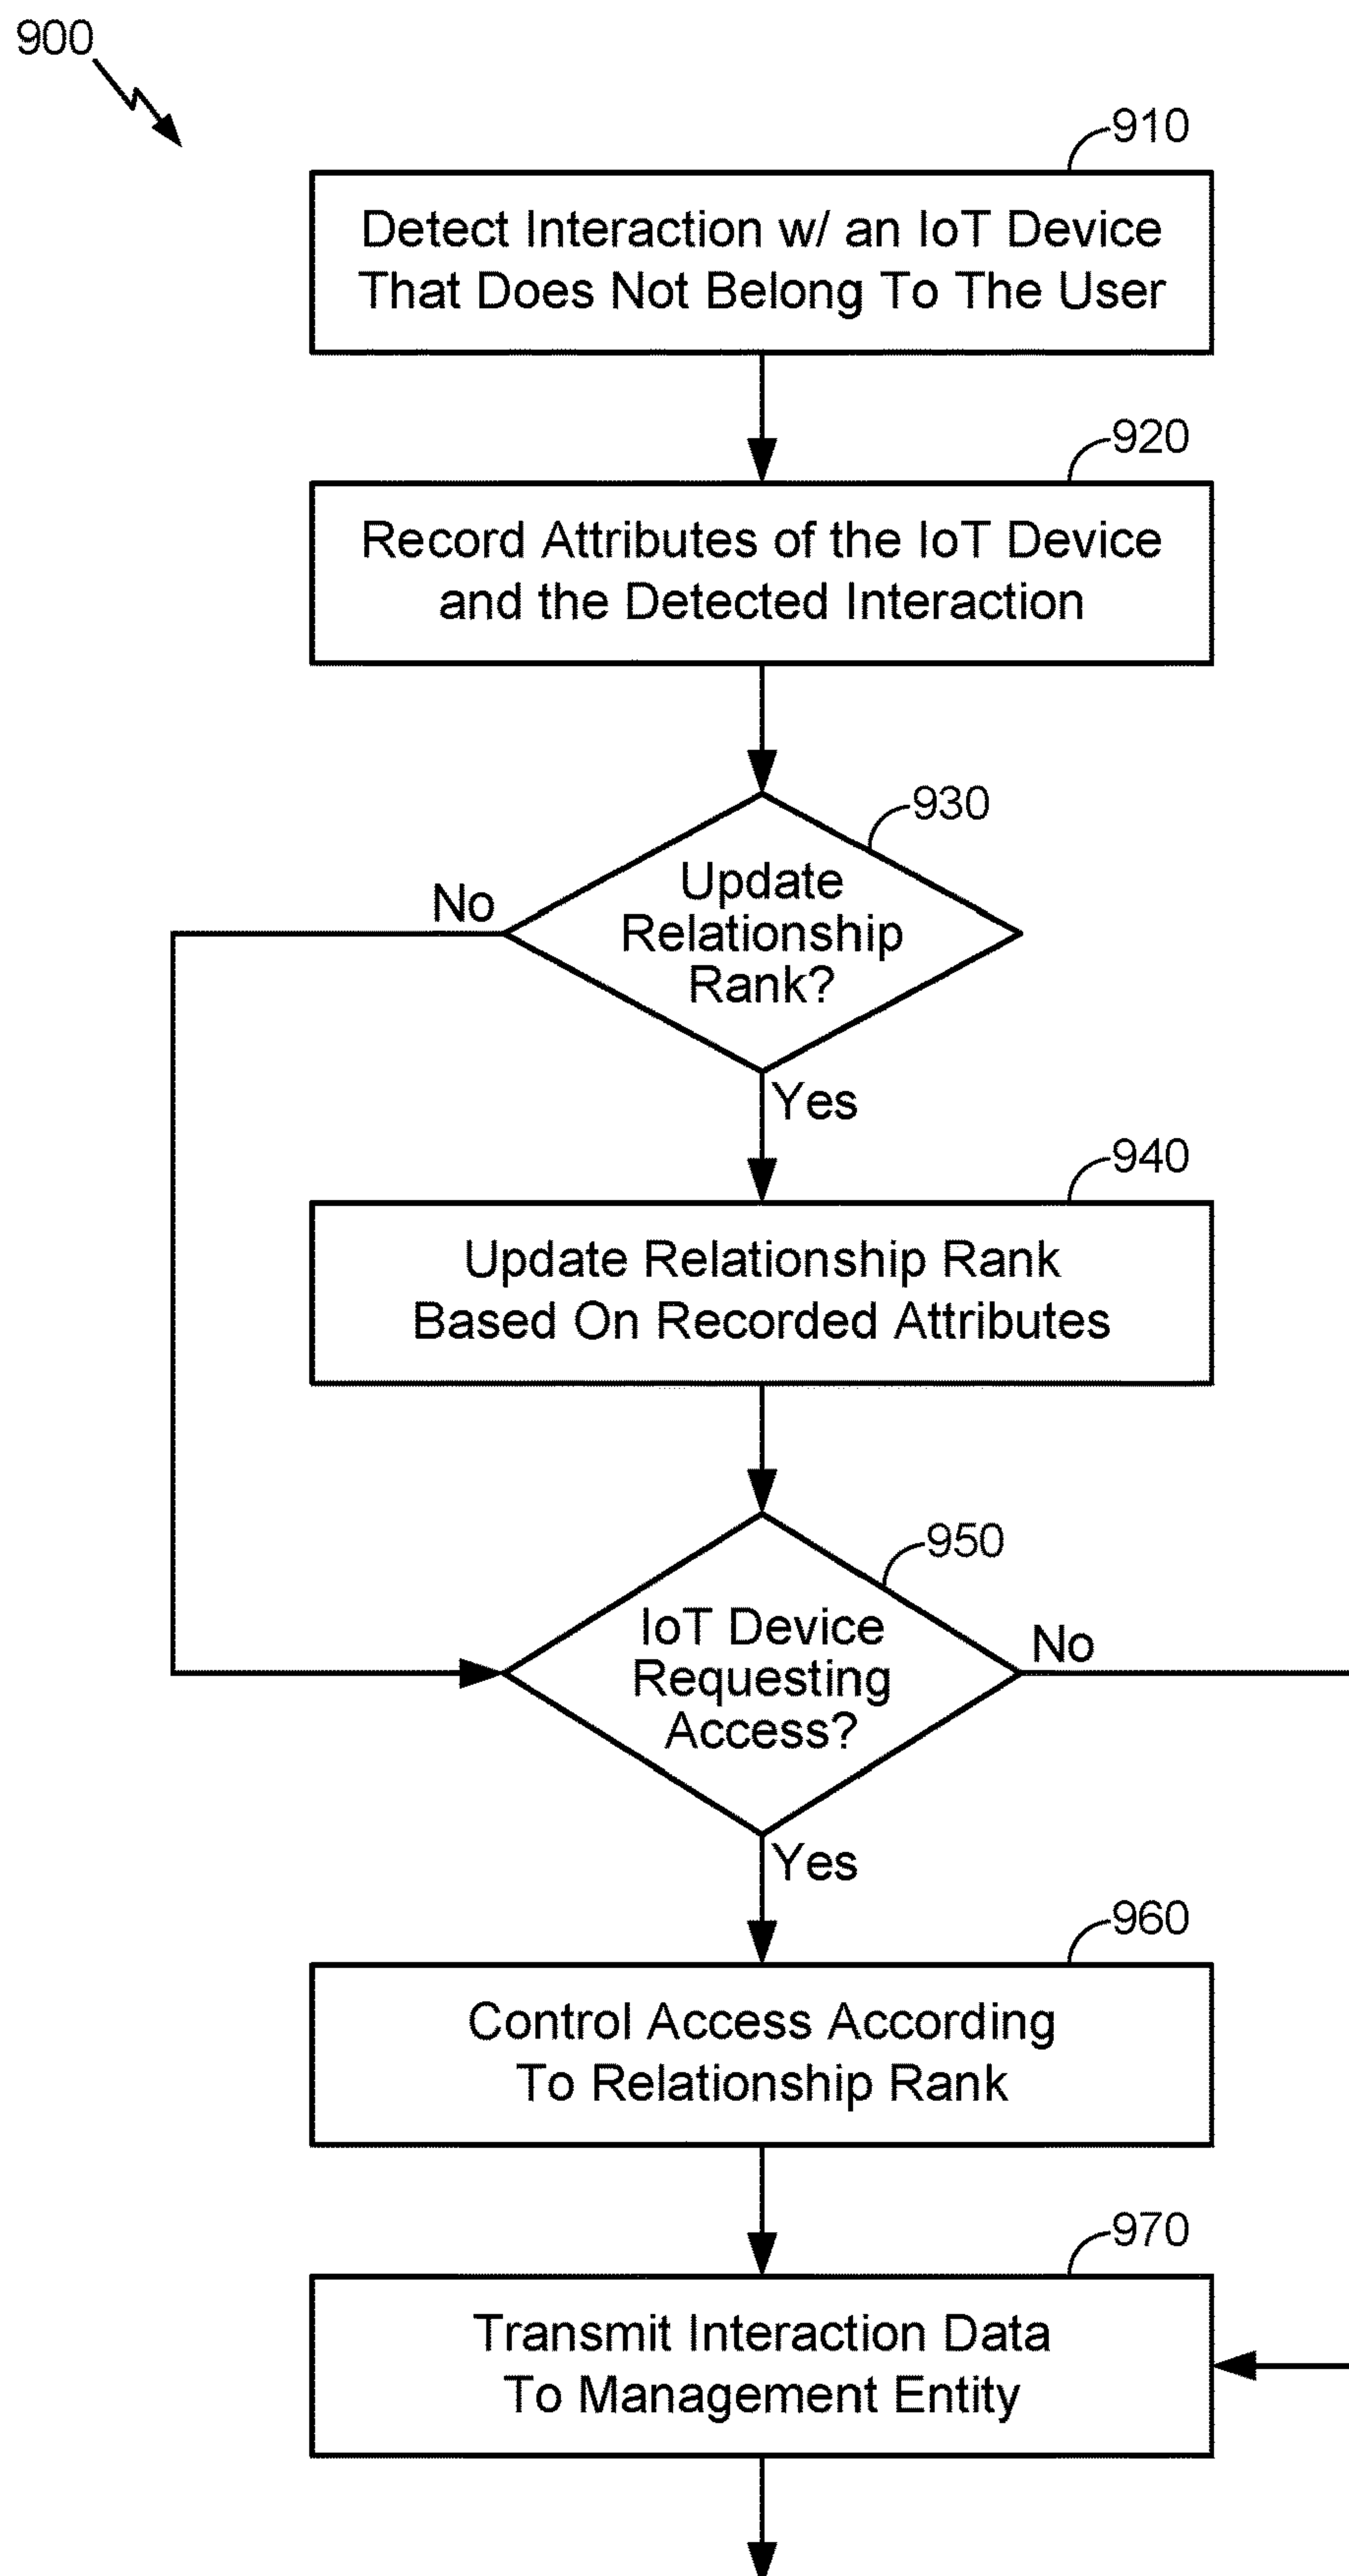 900
910
Detect Interaction w/ an IoT Device
That Does Not Belong To The User
920
Record Attributes of the IoT Device
and the Detected Interaction
930
No
Update
Relationship
Rank?
Yes
940
Update Relationship Rank
Based On Recorded Attributes
950
IoT Device
Requesting
Access?
No
Yes
960
Control Access According
To Relationship Rank
970
Transmit Interaction Data
To Management Entity